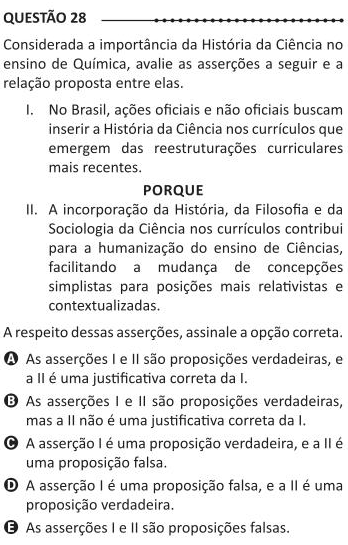 QUESTÃO 28
Considerada a importância da História da Ciência no
ensino de Química, avalie as asserções a seguir e a
relação proposta entre elas.
I. No Brasil, ações oficiais e não oficiais buscam
inserir a História da Ciência nos currículos que
emergem das reestruturações curriculares
mais recentes.
PORQUE
II. A incorporação da História, da Filosofia e da
Sociologia da Ciência nos currículos contribui
para a humanização do ensino de Ciências,
facilitando a mudança de concepções
simplistas para posições mais relativistas e
contextualizadas.
A respeito dessas asserções, assinale a opção correta.
A As asserções I e II são proposições verdadeiras, e
a II é uma justificativa correta da I.
B As asserções I e II são proposições verdadeiras,
mas a II não é uma justificativa correta da I.
C A asserção I é uma proposição verdadeira, e a II é
uma proposição falsa.
D A asserção I é uma proposição falsa, e a II é uma
proposição verdadeira.
E As asserções I e II são proposições falsas.